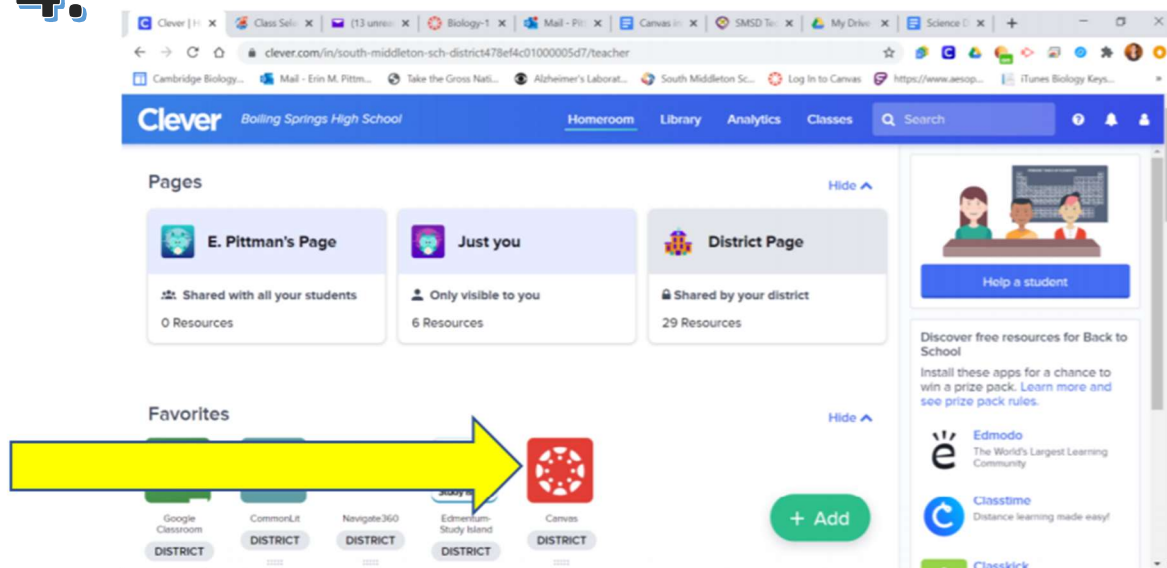 4.
Clever | H
Class Sele
(13 unrea
Biology-1
Mail - Pit
Canvas in
SMSD Tec
My Drive
Science D
clever.com/in/south-middleton-sch-district478ef4c01000005d7/teacher
Cambridge Biology...
Mail - Erin M. Pittm...
Take the Gross Nati...
Alzheimer's Laborat...
South Middleton Sc...
Log In to Canvas
https://www.aesop...
iTunes Biology Keys...
Clever
Boiling Springs High School
Homeroom
Library
Analytics
Classes
Search
Pages
Hide
E. Pittman's Page
Just you
District Page
Shared with all your students
Only visible to you
Shared by your district
0 Resources
6 Resources
29 Resources
Help a student
Discover free resources for Back to
School
Install these apps for a chance to
win a prize pack. Learn more and
see prize pack rules.
Edmodo
The World's Largest Learning
Community
Classtime
Distance learning made easy!
Classkick
Favorites
Hide
Study Island
Google
Classroom
DISTRICT
CommonLit
DISTRICT
Navigate360
DISTRICT
Edmentum-
Study Island
DISTRICT
Canvas
DISTRICT
+ Add